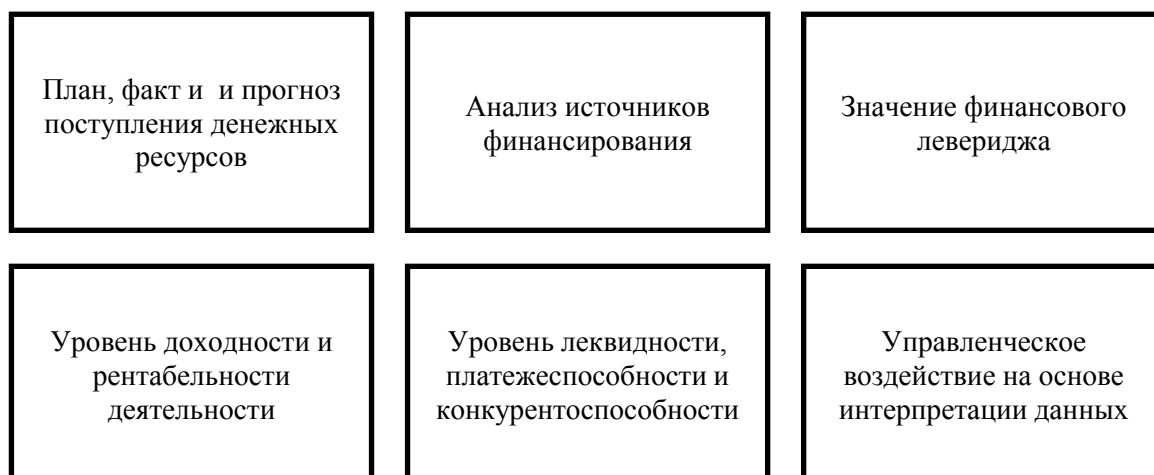 План, факт и  и прогноз
поступления денежных
ресурсов
Анализ источников
финансирования
Значение финансового
левериджа
Уровень доходности и
рентабельности
деятельности
Уровень леквидности,
платежеспособности и
конкурентоспособности
Управленческое
воздействие на основе
интерпретации данных